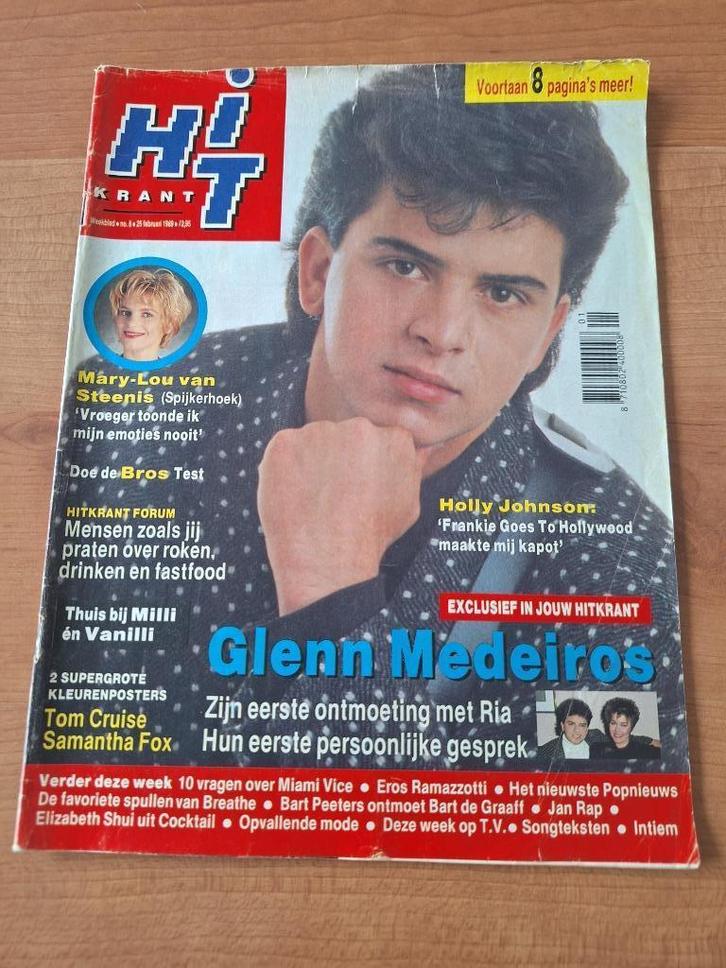 HiT
KRANT
Weekblad • no. 8 • 25 februari 1989 • f2,95
Voortaan 8 pagina's meer!
01
8 710802 400008
Mary-Lou van
Steenis (Spijkerhoek)
'Vroeger toonde ik
mijn emoties nooit'
Doe de Bros Test
HITKRANT FORUM
Mensen zoals jij
praten over roken,
drinken en fastfood
Holly Johnson:
'Frankie Goes To Hollywood
maakte mij kapot'
Thuis bij Milli
én Vanilli
EXCLUSIEF IN JOUW HITKRANT
Glenn Medeiros
Zijn eerste ontmoeting met Ria
Hun eerste persoonlijke gesprek
2 SUPERGROTE
KLEURENPOSTERS
Tom Cruise
Samantha Fox
Verder deze week 10 vragen over Miami Vice • Eros Ramazzotti • Het nieuwste Popnieuws
De favoriete spullen van Breathe • Bart Peeters ontmoet Bart de Graaff • Jan Rap •
Elizabeth Shui uit Cocktail • Opvallende mode • Deze week op T.V. • Songteksten • Intiem